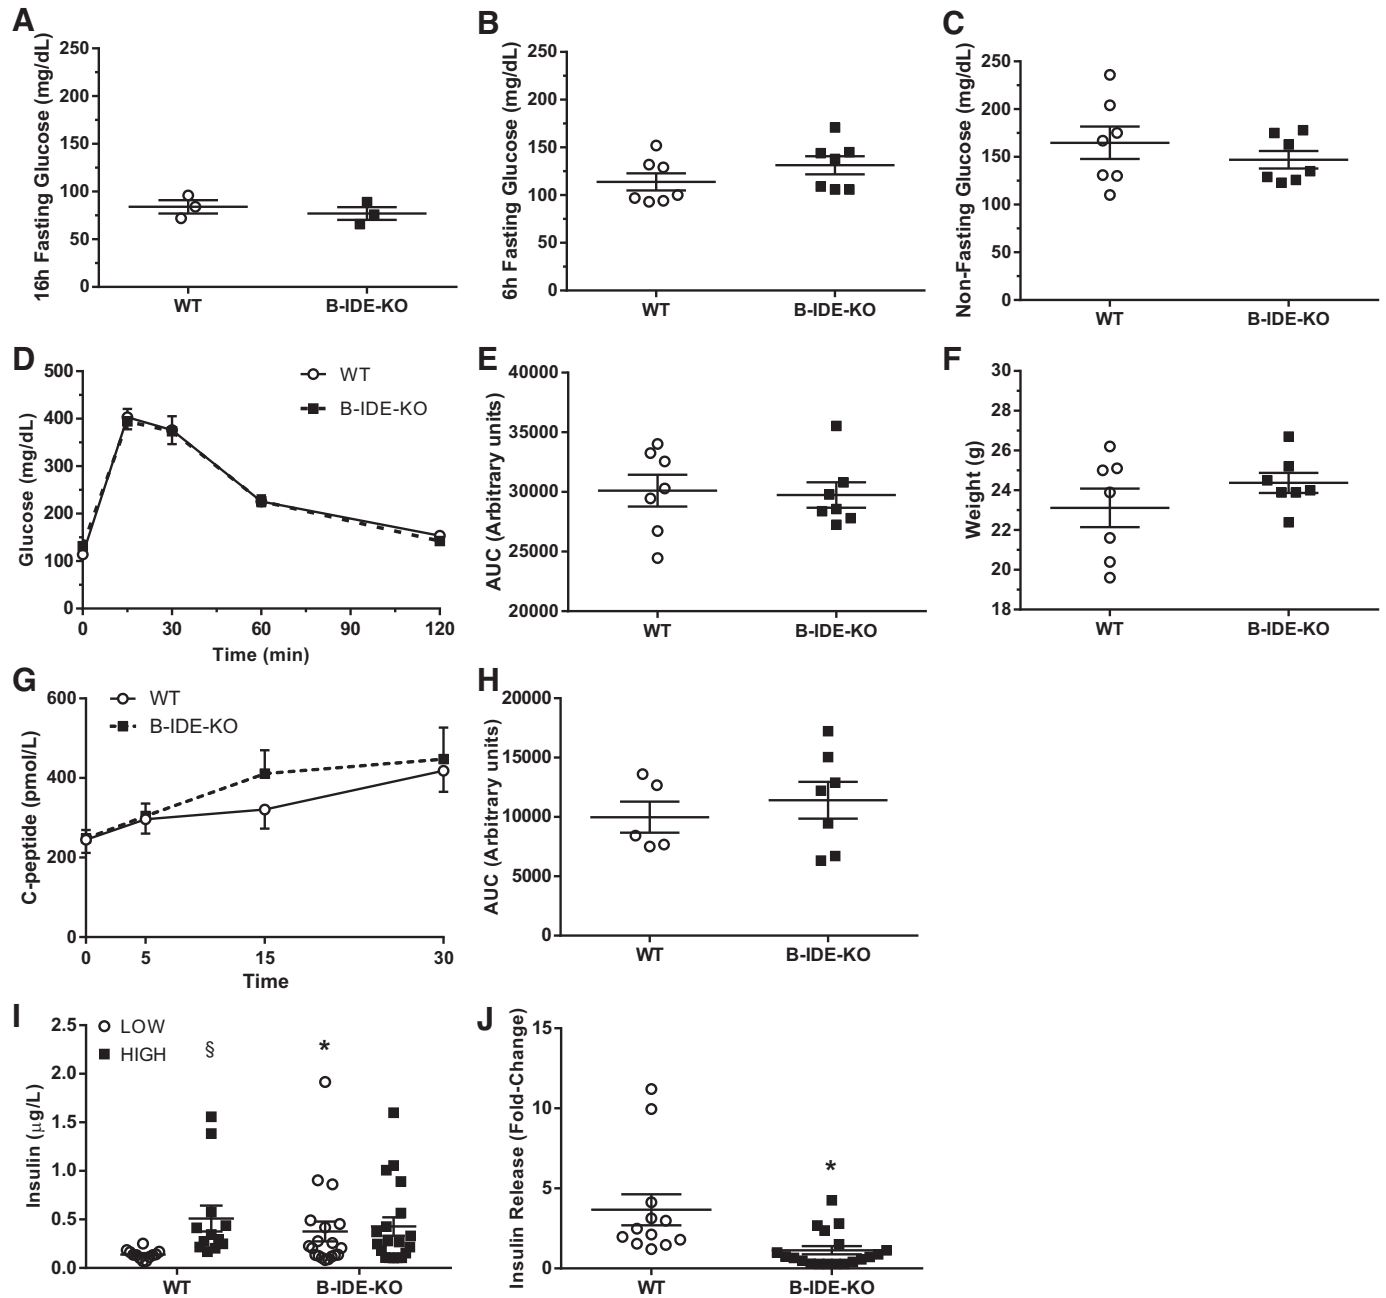 A
16h Fasting Glucose (mg/dL)
250
200
150
100
50
0
WT
B-IDE-KO
B
6h Fasting Glucose (mg/dL)
250
200
150
100
50
0
WT
B-IDE-KO
C
Non-Fasting Glucose (mg/dL)
250
200
150
100
50
0
WT
B-IDE-KO
D
Glucose (mg/dL)
500
400
300
200
100
0
0 30 60 90 120
Time (min)
WT
B-IDE-KO
E
AUC (Arbitrary units)
40000
35000
30000
25000
20000
WT
B-IDE-KO
F
Weight (g)
30
28
26
24
22
20
18
WT
B-IDE-KO
G
C-peptide (pmol/L)
600
400
200
0
0 5 15 30
Time
WT
B-IDE-KO
H
AUC (Arbitrary units)
20000
15000
10000
5000
0
WT
B-IDE-KO
I
Insulin (μg/L)
2.5
2.0
1.5
1.0
0.5
0.0
LOW
HIGH
§
*
WT
B-IDE-KO
J
Insulin Release (Fold-Change)
15
10
5
0
*
WT
B-IDE-KO